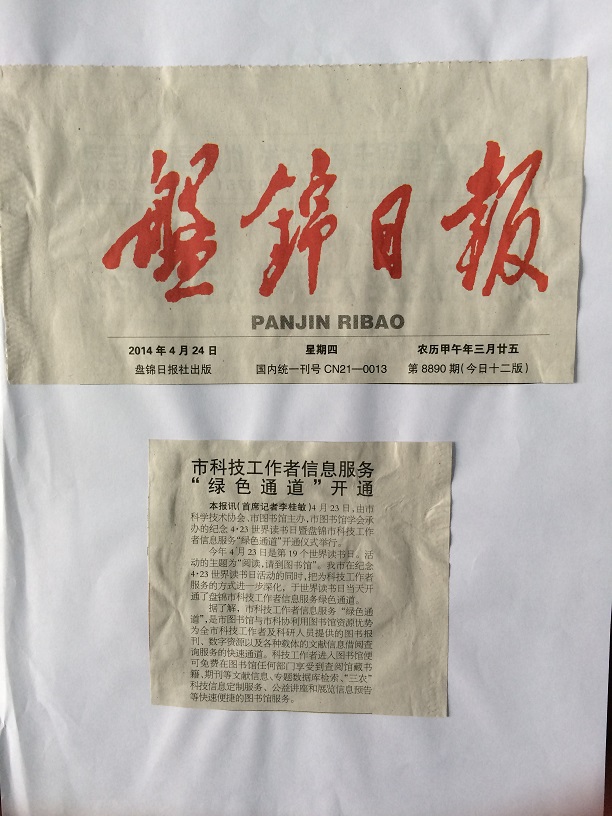 盤錦日報
PANJIN RIBAO
2014年4月24日 星期四 农历甲午年三月廿五
盘锦日报社出版 国内统一刊号CN21—0013 第8890期(今日十二版)
市科技工作者信息服务
“绿色通道”开通
本报讯(首席记者李桂敏)4月23日,由市
科学技术协会、市图书馆主办,市图书馆学会承
办的纪念4·23世界读书日暨盘锦市科技工作
者信息服务“绿色通道”开通仪式举行。
今年4月23日是第19个世界读书日。活
动的主题为“阅读,请到图书馆”。我市在纪念
4·23世界读书日活动的同时,把为科技工作者
服务的方式进一步深化,于世界读书日当天开
通了盘锦市科技工作者信息服务绿色通道。
据了解,市科技工作者信息服务“绿色通
道”,是市图书馆与市科协利用图书馆资源优势
为全市科技工作者及科研人员提供的图书报
刊、数字资源以及各种载体的文献信息借阅查
询服务的快速通道。科技工作者进入图书馆便
可免费在图书馆任何部门享受到查阅馆藏书
籍、期刊等文献信息、专题数据库检索、“三农”
科技信息定制服务、公益讲座和展览信息预告
等快速便捷的图书馆服务。